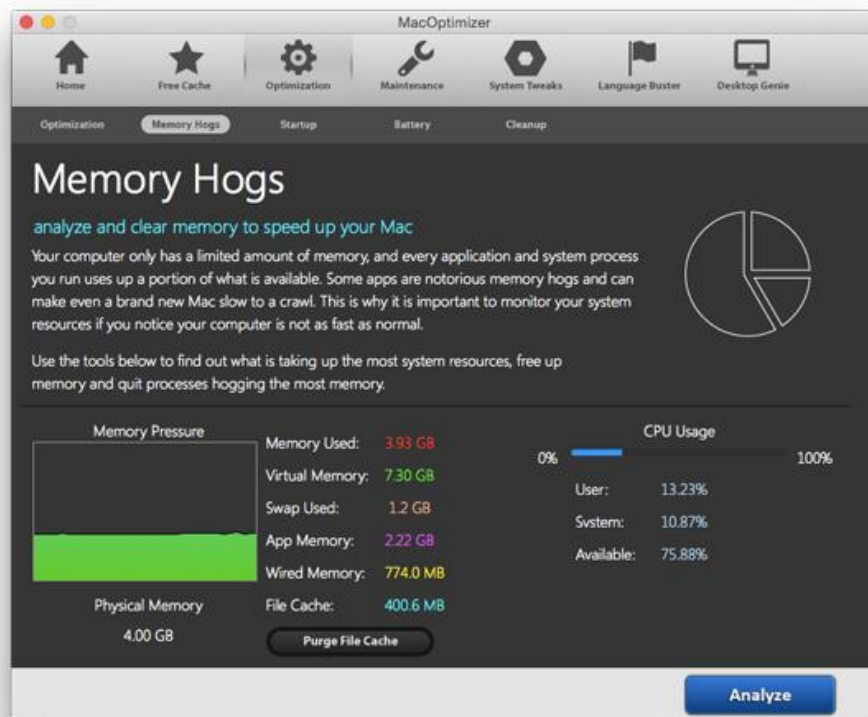 MacOptimizer
Home
Free Cache
Optimization
Maintenance
System Tweaks
Language Buster
Desktop Genie
Optimization
Memory Hogs
Startup
Battery
Cleanup
Memory Hogs
analyze and clear memory to speed up your Mac
Your computer only has a limited amount of memory, and every application and system process
you run uses up a portion of what is available. Some apps are notorious memory hogs and can
make even a brand new Mac slow to a crawl. This is why it is important to monitor your system
resources if you notice your computer is not as fast as normal.
Use the tools below to find out what is taking up the most system resources, free up
memory and quit processes hogging the most memory.
Memory Pressure
Physical Memory
4.00 GB
Memory Used: 3.93 GB
Virtual Memory: 7.30 GB
Swap Used: 1.2 GB
App Memory: 2.22 GB
Wired Memory: 774.0 MB
File Cache: 400.6 MB
Purge File Cache
CPU Usage
0% 100%
User: 13.23%
System: 10.87%
Available: 75.88%
Analyze